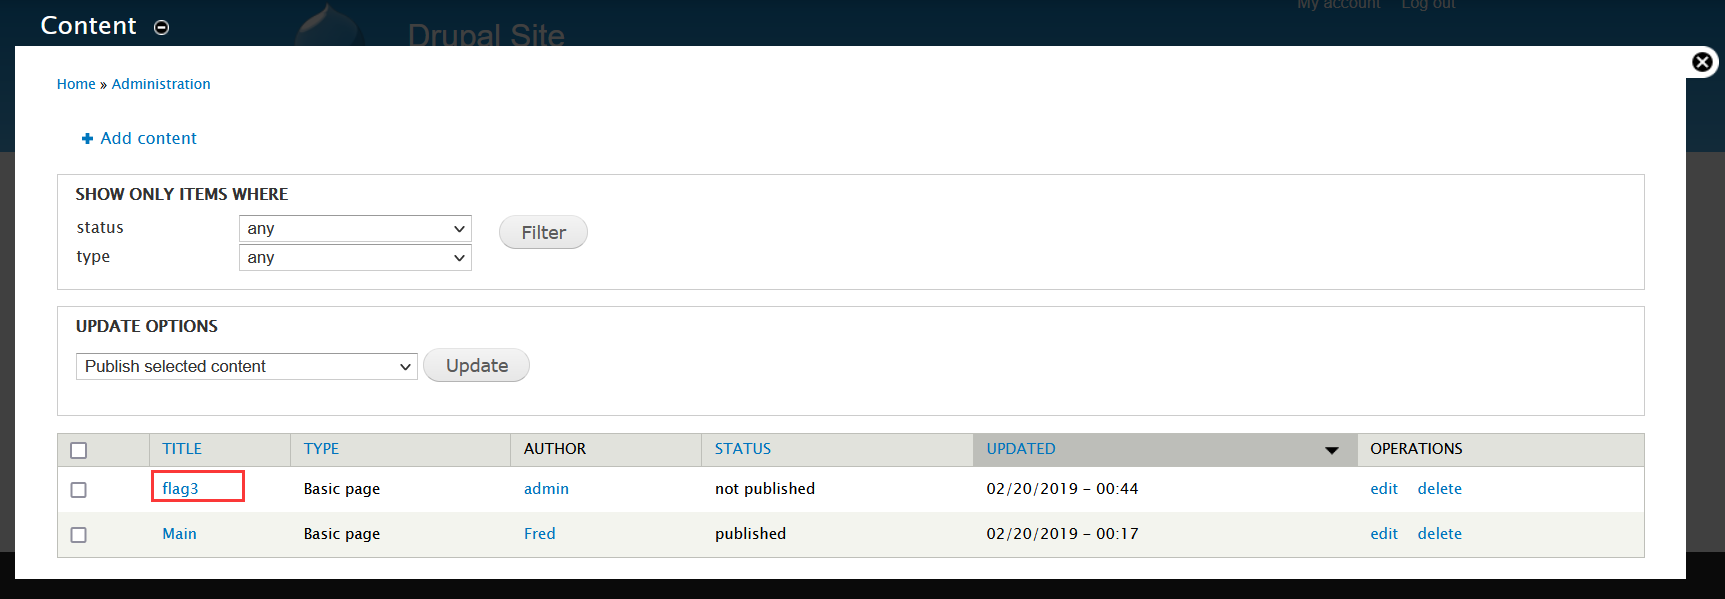 My account Log out
Content
Drupal Site
Home » Administration
Add content
SHOW ONLY ITEMS WHERE
status any
Filter
type any
UPDATE OPTIONS
Publish selected content Update
TITLE TYPE AUTHOR STATUS UPDATED OPERATIONS
flag3 Basic page admin not published 02/20/2019 - 00:44 edit delete
Main Basic page Fred published 02/20/2019 - 00:17 edit delete